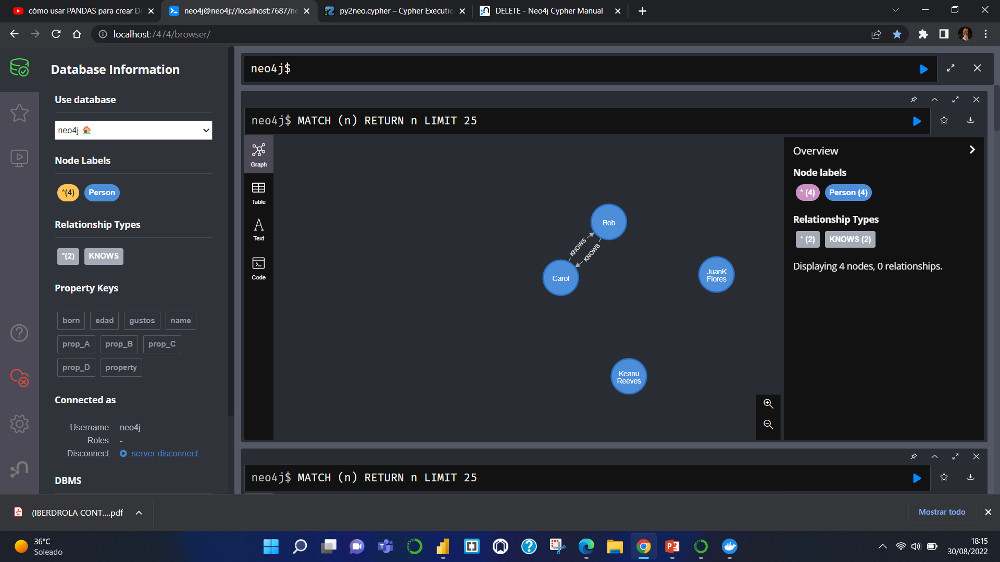 cómo usar PANDAS para crear DA
neo4j@neo4j://localhost:7687/ne
py2neo.cypher – Cypher Executio
DELETE - Neo4j Cypher Manual
localhost:7474/browser/
Database Information
Use database
neo4j
Node Labels
*(4) Person
Relationship Types
*(2) KNOWS
Property Keys
born edad gustos name
prop_A prop_B prop_C
prop_D property
Connected as
Username: neo4j
Roles: -
Disconnect: :server disconnect
DBMS
neo4j$
neo4j$ MATCH (n) RETURN n LIMIT 25
Graph
Table
Text
Code
Bob
KNOWS
KNOWS
Carol
JuanK
Flores
Keanu
Reeves
Overview
Node labels
* (4) Person (4)
Relationship Types
* (2) KNOWS (2)
Displaying 4 nodes, 0 relationships.
neo4j$ MATCH (n) RETURN n LIMIT 25
(IBERDROLA CONT....pdf
Mostrar todo
36°C
Soleado
18:15
30/08/2022